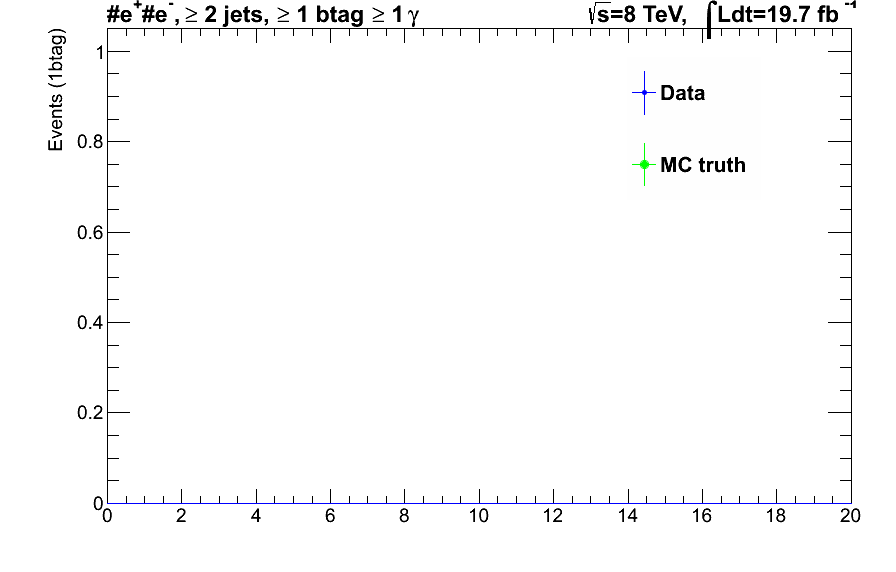 #e⁺#e⁻, ≥ 2 jets, ≥ 1 btag ≥ 1 γ
√s=8 TeV, ∫Ldt=19.7 fb⁻¹
Events (1btag)
Data
MC truth
1
0.8
0.6
0.4
0.2
0
0 2 4 6 8 10 12 14 16 18 20